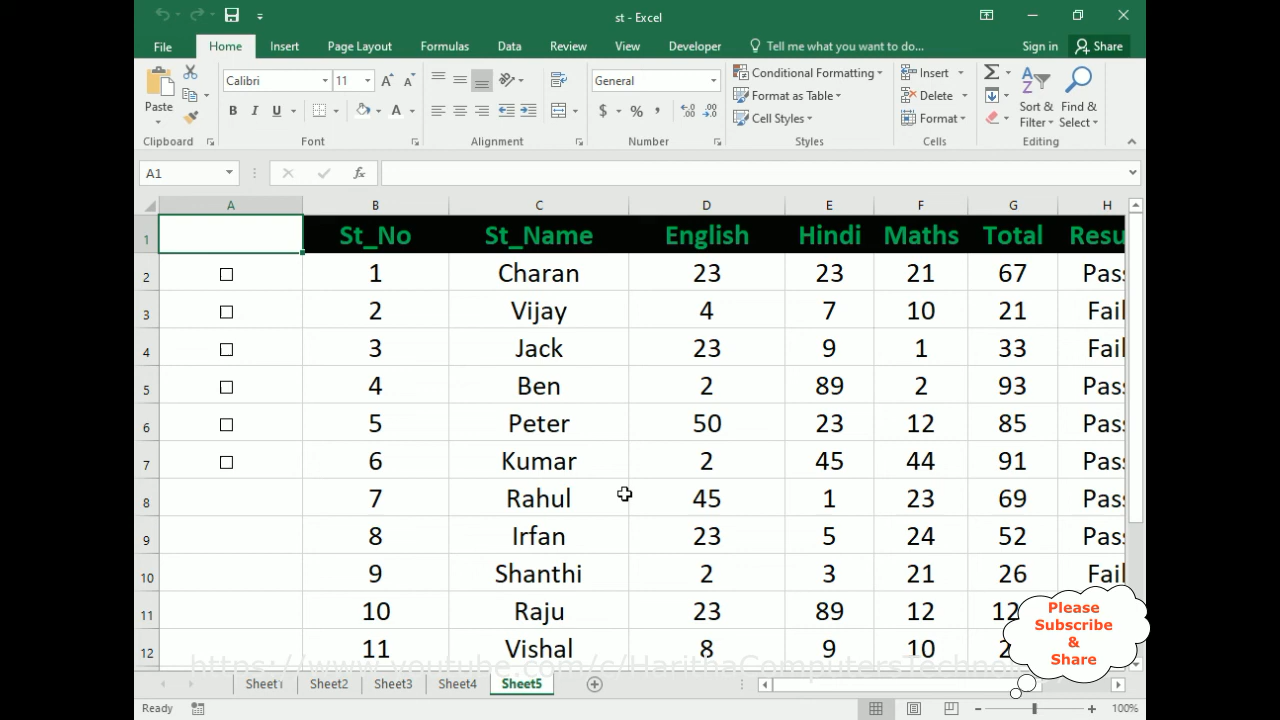 st - Excel
File Home Insert Page Layout Formulas Data Review View Developer Tell me what you want to do... Sign in Share
Paste Calibri 11 General Conditional Formatting Insert
B I U $ % , Format as Table Delete Sort & Find &
Cell Styles Format Filter Select
Clipboard Font Alignment Number Styles Cells Editing
A1 fx
A B C D E F G H
1 St_No St_Name English Hindi Maths Total Resu
2 1 Charan 23 23 21 67 Pass
3 2 Vijay 4 7 10 21 Fail
4 3 Jack 23 9 1 33 Fail
5 4 Ben 2 89 2 93 Pass
6 5 Peter 50 23 12 85 Pass
7 6 Kumar 2 45 44 91 Pass
8 7 Rahul 45 1 23 69 Pass
9 8 Irfan 23 5 24 52 Pass
10 9 Shanthi 2 3 21 26 Fail
11 10 Raju 23 89 12
12 11 Vishal 8 9 10
Please
Subscribe
&
Share
https://www.youtube.com/c/HarithaComputersTechno
Sheet1 Sheet2 Sheet3 Sheet4 Sheet5
Ready 100%